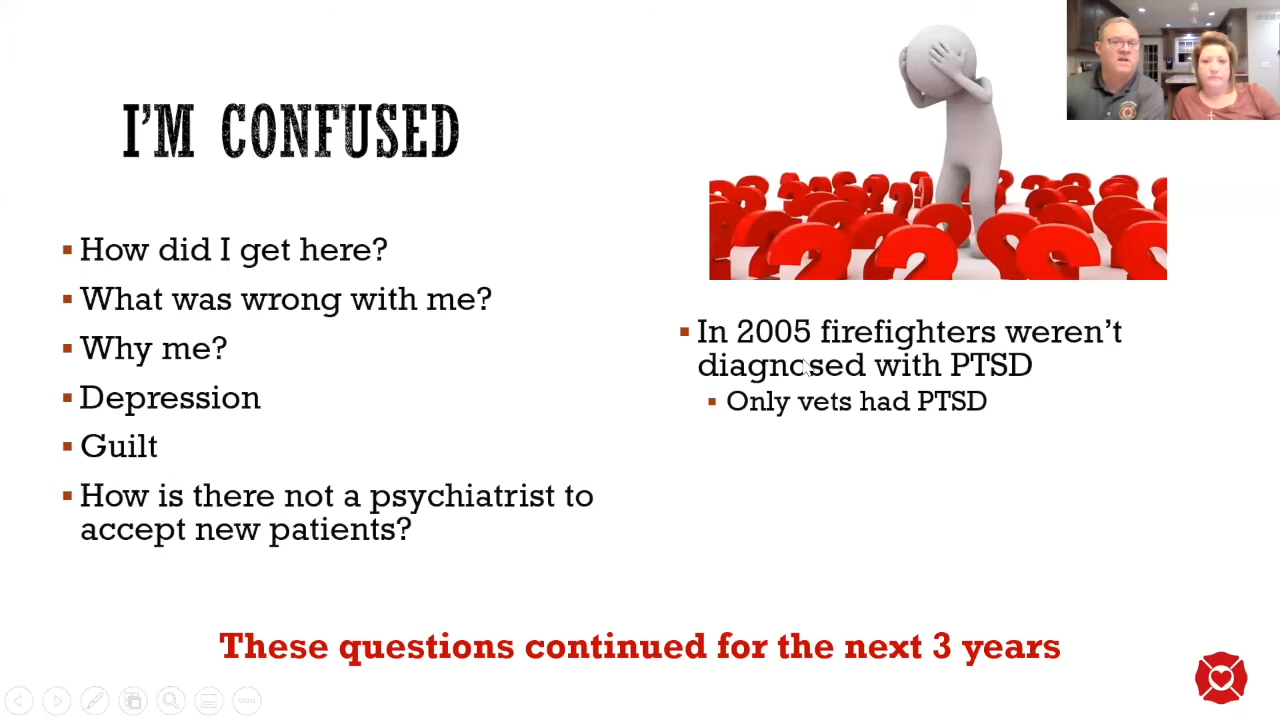 I'M CONFUSED
How did I get here?
What was wrong with me?
Why me?
Depression
Guilt
How is there not a psychiatrist to
accept new patients?
In 2005 firefighters weren't
diagnosed with PTSD
Only vets had PTSD
These questions continued for the next 3 years